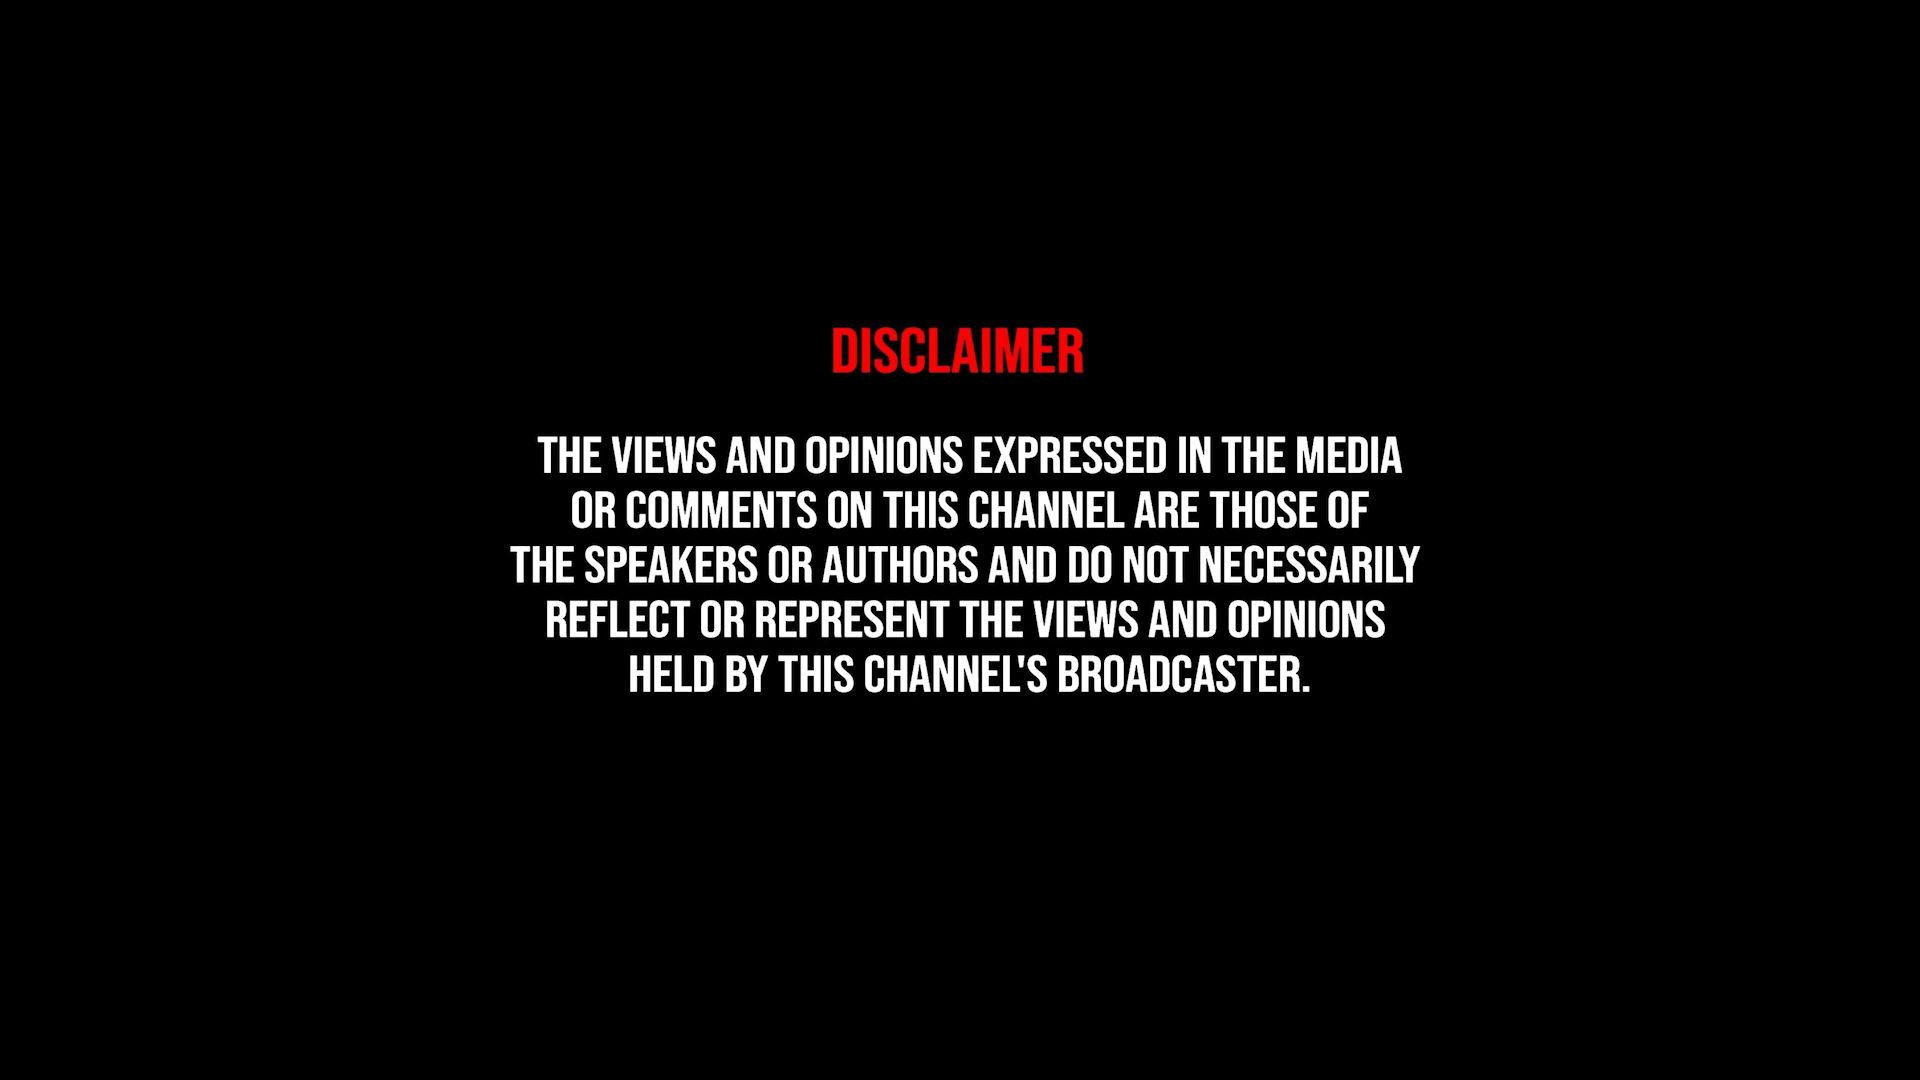 DISCLAIMER
THE VIEWS AND OPINIONS EXPRESSED IN THE MEDIA
OR COMMENTS ON THIS CHANNEL ARE THOSE OF
THE SPEAKERS OR AUTHORS AND DO NOT NECESSARILY
REFLECT OR REPRESENT THE VIEWS AND OPINIONS
HELD BY THIS CHANNEL'S BROADCASTER.